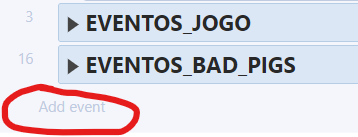 3 EVENTOS_JOGO
16 EVENTOS_BAD_PIGS
Add event